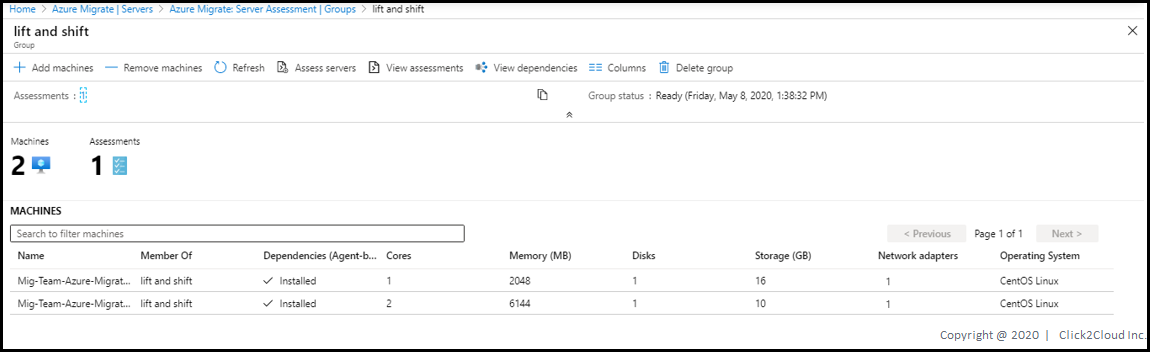 Home > Azure Migrate | Servers > Azure Migrate: Server Assessment | Groups > lift and shift
lift and shift
Group
Add machines Remove machines Refresh Assess servers View assessments View dependencies Columns Delete group
Assessments : 1 Group status : Ready (Friday, May 8, 2020, 1:38:32 PM)
Machines Assessments
2 1
MACHINES
Search to filter machines < Previous Page 1 of 1 Next >
Name Member Of Dependencies (Agent-b... Cores Memory (MB) Disks Storage (GB) Network adapters Operating System
Mig-Team-Azure-Migrat... lift and shift Installed 1 2048 1 16 1 CentOS Linux
Mig-Team-Azure-Migrat... lift and shift Installed 2 6144 1 10 1 CentOS Linux
Copyright @ 2020 | Click2Cloud Inc.